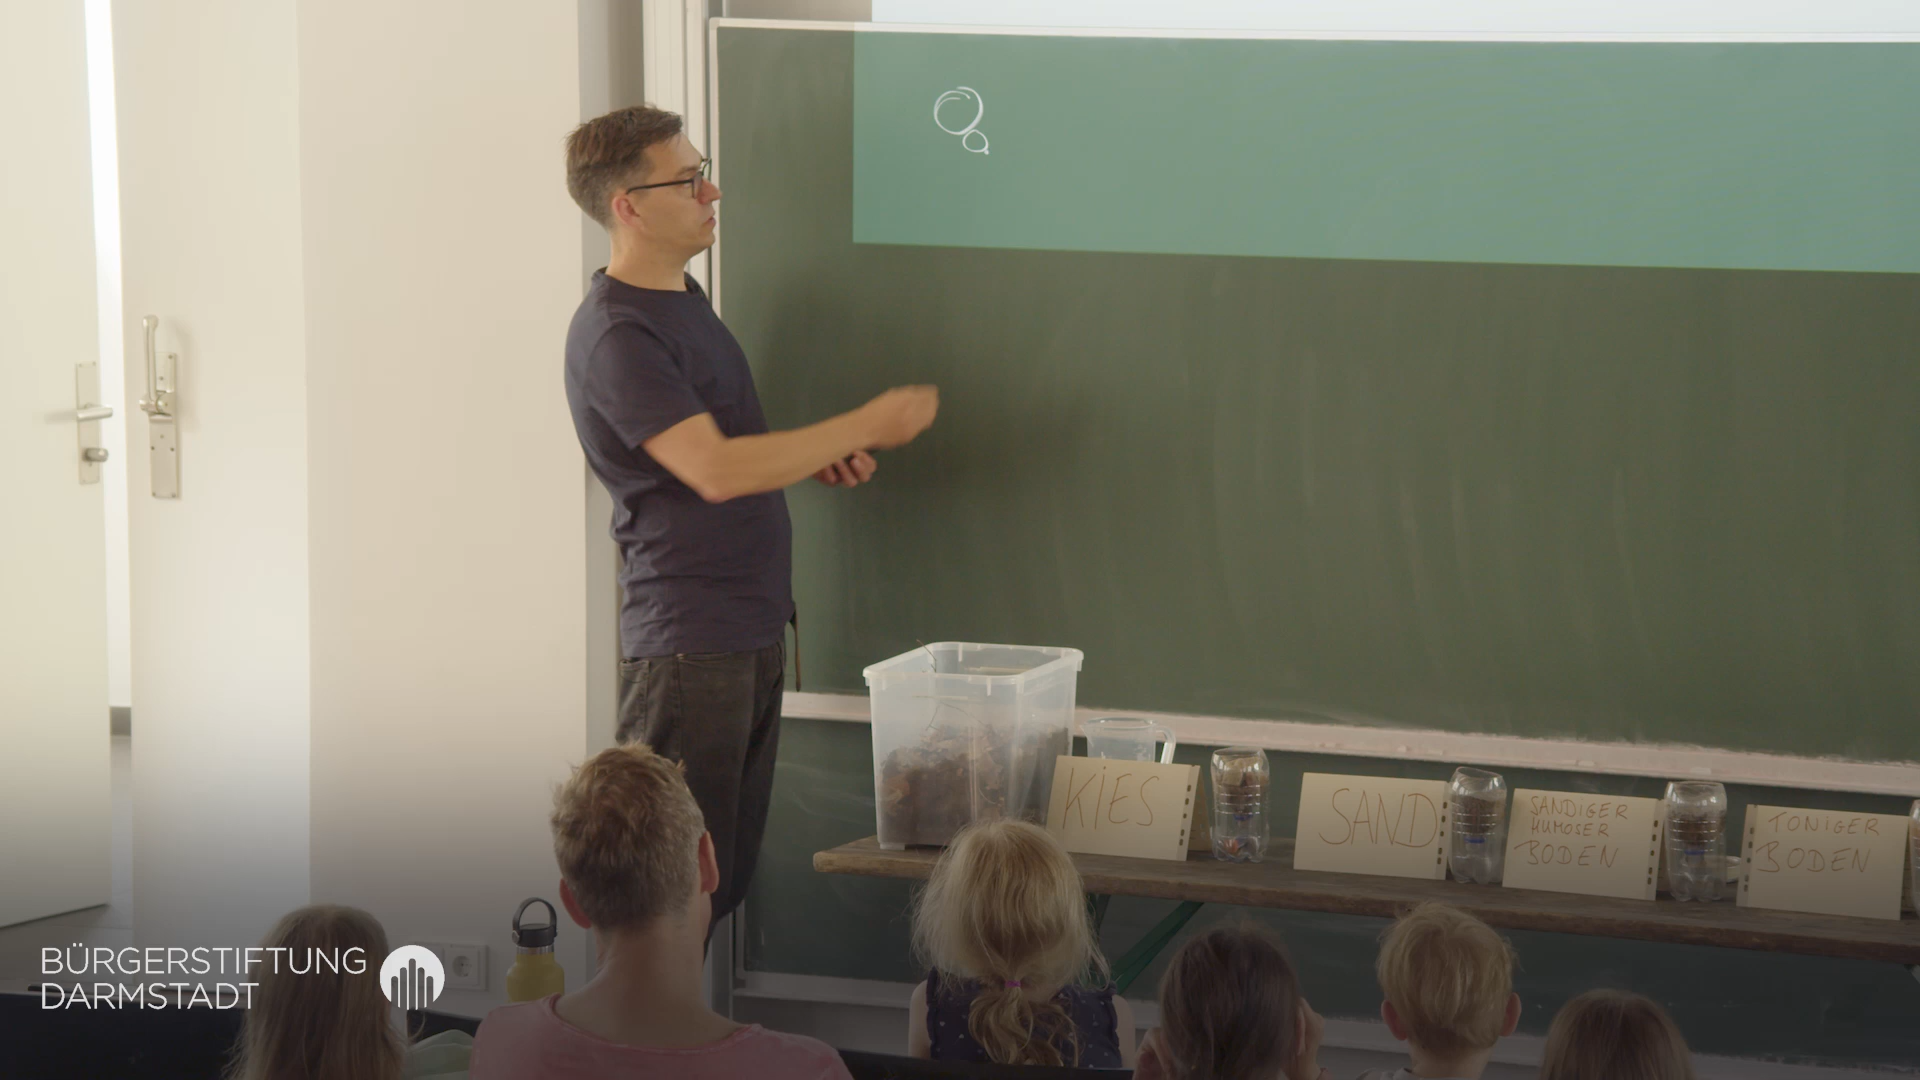 KIES
SAND
SANDIGER
HUMOSER
BODEN
TONIGER
BODEN
BÜRGERSTIFTUNG
DARMSTADT